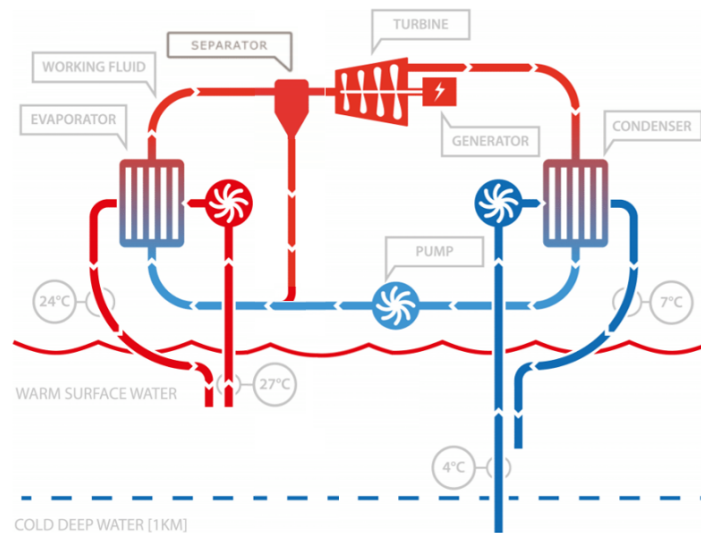 TURBINE
SEPARATOR
WORKING FLUID
EVAPORATOR
GENERATOR
CONDENSER
PUMP
24°C
7°C
27°C
WARM SURFACE WATER
4°C
COLD DEEP WATER [1KM]